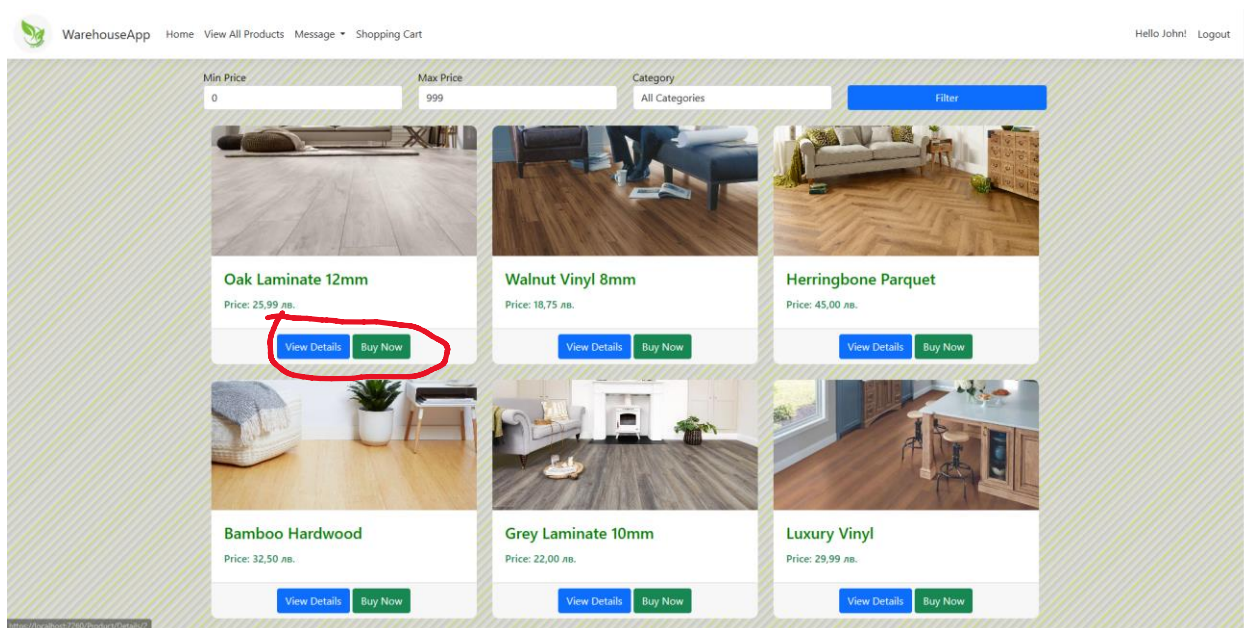 WarehouseApp Home View All Products Message Shopping Cart Hello John! Logout
Min Price Max Price Category
0 999 All Categories Filter
Oak Laminate 12mm Walnut Vinyl 8mm Herringbone Parquet
Price: 25,99 лв. Price: 18,75 лв. Price: 45,00 лв.
View Details Buy Now View Details Buy Now View Details Buy Now
Bamboo Hardwood Grey Laminate 10mm Luxury Vinyl
Price: 32,50 лв. Price: 22,00 лв. Price: 29,99 лв.
View Details Buy Now View Details Buy Now View Details Buy Now